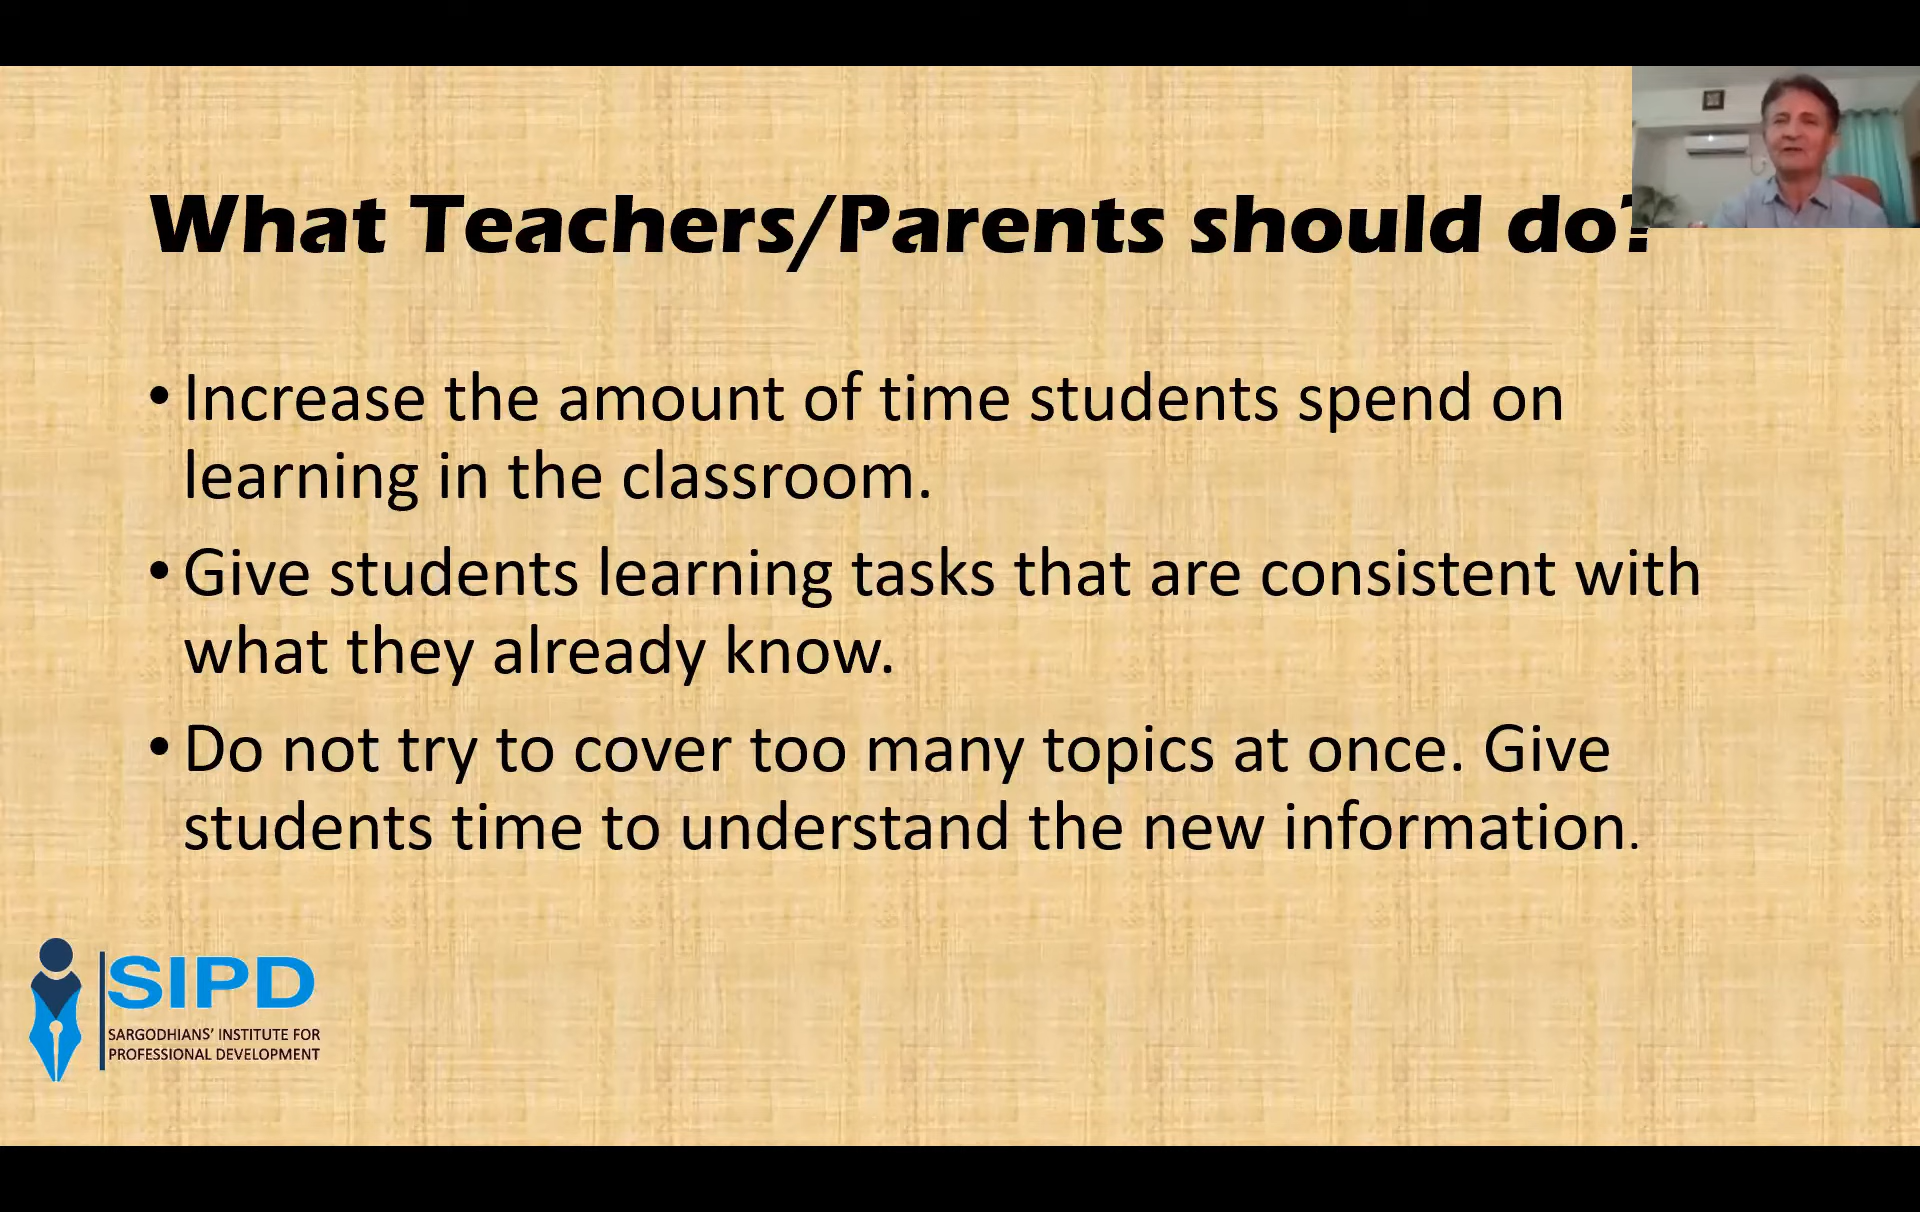 What Teachers/Parents should do?
• Increase the amount of time students spend on
learning in the classroom.
• Give students learning tasks that are consistent with
what they already know.
• Do not try to cover too many topics at once. Give
students time to understand the new information.
SIPD
SARGODHIANS’ INSTITUTE FOR
PROFESSIONAL DEVELOPMENT